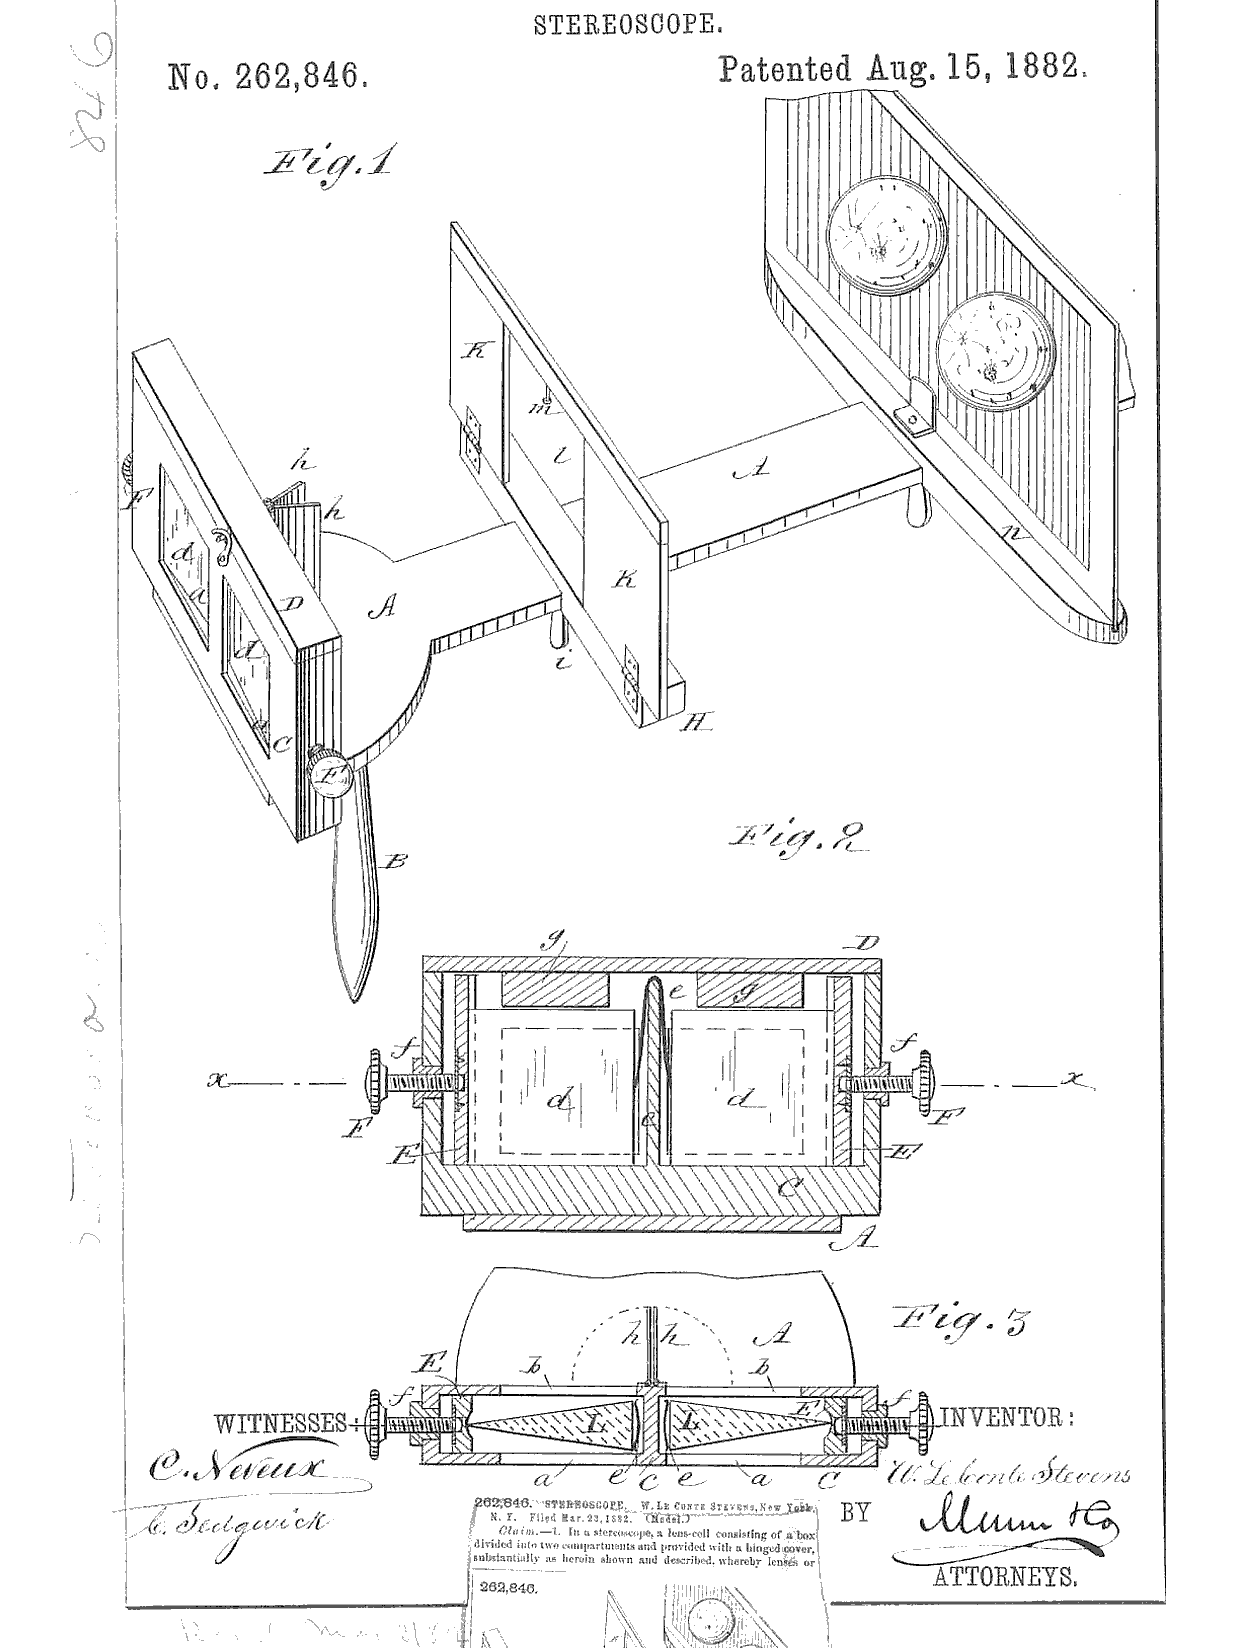 STEREOSCOPE.
No. 262,846.
Patented Aug. 15, 1882.
846
Fig. 1
K
m
l
A
h
h
F
d
a
D
A
d
e
C
F
i
K
n
H
B
Fig. 2
g
D
g
e
f
f
x
x
d
e
d
F
F
E
E
C
A
Fig. 3
h
h
A
E
b
b
f
E
f
L
L
a
e
c
e
a
C
WITNESSES:
C. Neveux
C. Sedgwick
INVENTOR:
W. Le Conte Stevens
BY
Munn & Co
ATTORNEYS.
262,846. STEREOSCOPE. W. LE CONTE STEVENS, New York,
N. Y. Filed Mar. 23, 1882. (Model.)
Claim.—1. In a stereoscope, a lens-cell consisting of a box
divided into two compartments and provided with a hinged cover,
substantially as herein shown and described, whereby lenses or
262,846.